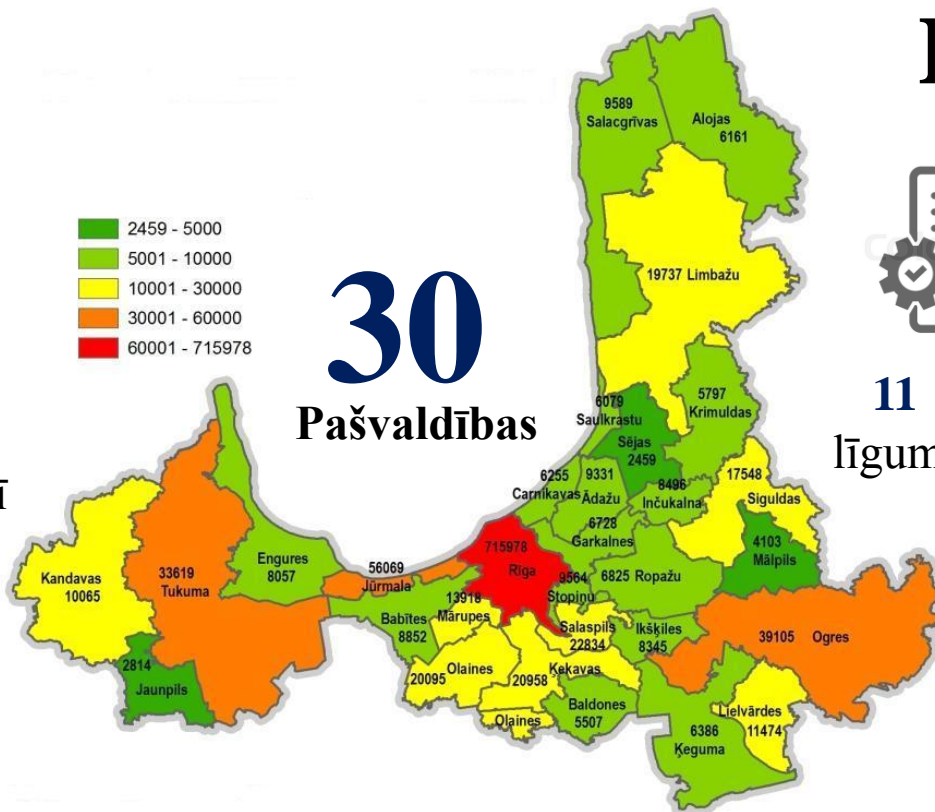 2459 - 5000
5001 - 10000
10001 - 30000
30001 - 60000
60001 - 715978
30
Pašvaldības
11
līgum
ī
9589
Salacgrīvas
Alojas
6161
19737 Limbažu
6079
Saulkrastu
5797
Krimuldas
Sējas
2459
6255
Carnikavas
9331
Ādažu
8496
Inčukalna
17548
Siguldas
6728
Garkalnes
4103
Mālpils
715978
Rīga
9564
Stopiņu
6825 Ropažu
Engures
8057
56069
Jūrmala
33619
Tukuma
Kandavas
10065
13918
Mārupes
Babītes
8852
Salaspils
22834
Ikšķiles
8345
39105 Ogres
2814
Jaunpils
Olaines
20095
Ķekavas
20958
Baldones
5507
Olaines
Lielvārdes
11474
6386
Ķeguma